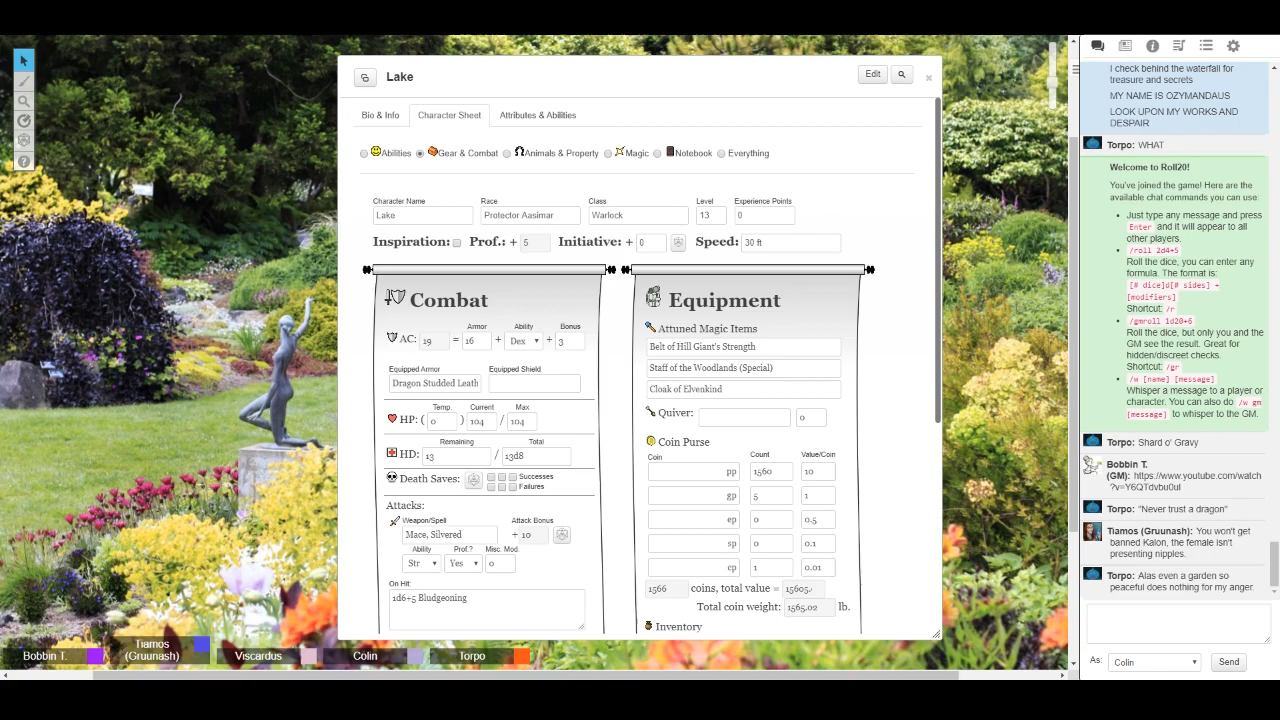 Lake
Edit
Bio & Info
Character Sheet
Attributes & Abilities
Abilities
Gear & Combat
Animals & Property
Magic
Notebook
Everything
Character Name
Race
Class
Level
Experience Points
Lake
Protector Aasimar
Warlock
13
0
Inspiration:
Prof.: + 5
Initiative: + 0
Speed: 30 ft
Combat
Armor
Ability
Bonus
AC: 19 = 16 + Dex + 3
Equipped Armor
Equipped Shield
Dragon Studded Leath
Temp.
Current
Max
HP: ( 0 ) 104 / 104
Remaining
Total
HD: 13 / 13d8
Death Saves:
Successes
Failures
Attacks:
Weapon/Spell
Attack Bonus
Mace, Silvered
+ 10
Ability
Prof.?
Misc. Mod.
Str
Yes
0
On Hit:
1d6+5 Bludgeoning
Equipment
Attuned Magic Items
Belt of Hill Giant's Strength
Staff of the Woodlands (Special)
Cloak of Elvenkind
Quiver:
0
Coin Purse
Coin
Count
Value/Coin
pp 1560 10
gp 5 1
ep 0 0.5
sp 0 0.1
cp 1 0.01
1566 coins, total value = 15605.
Total coin weight: 1565.02 lb.
Inventory
I check behind the waterfall for
treasure and secrets
MY NAME IS OZYMANDAUS
LOOK UPON MY WORKS AND
DESPAIR
Torpo: WHAT
Welcome to Roll20!
You've joined the game! Here are the
available chat commands you can use:
Just type any message and press
Enter and it will appear to all
other players.
/roll 2d4+5
Roll the dice, you can enter any
formula. The format is:
[# dice]d[# sides] +
[modifiers]
Shortcut: /r
/gmroll 1d20+6
Roll the dice, but only you and the
GM see the result. Great for
hidden/discreet checks.
Shortcut: /gr
/w [name] [message]
Whisper a message to a player or
character. You can also do /w gm
[message] to whisper to the GM.
Torpo: Shard o' Gravy
Bobbin T.
(GM): https://www.youtube.com/watch
?v=Y6QTdvbu0uI
Torpo: "Never trust a dragon"
Tiamos (Gruunash): You won't get
banned Kalon, the female isn't
presenting nipples.
Torpo: Alas even a garden so
peaceful does nothing for my anger.
As: Colin
Send
Bobbin T.
Tiamos
(Gruunash)
Viscardus
Colin
Torpo